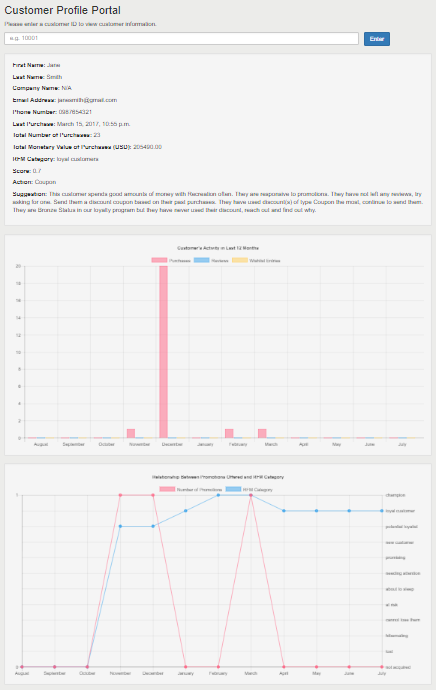 Customer Profile Portal
Please enter a customer ID to view customer information.
e.g. 10001
Enter
First Name: Jane
Last Name: Smith
Company Name: N/A
Email Address: janesmith@gmail.com
Phone Number: 0987654321
Last Purchase: March 15, 2017, 10:55 p.m.
Total Number of Purchases: 23
Total Monetary Value of Purchases (USD): 205490.00
RFM Category: loyal customers
Score: 0.7
Action: Coupon
Suggestion: This customer spends good amounts of money with Recreation often. They are responsive to promotions. They have not left any reviews, try
asking for one. Send them a discount coupon based on their past purchases. They have used discount(s) of type Coupon the most, continue to send them.
They are Bronze Status in our loyalty program but they have never used their discount, reach out and find out why.
Customer's Activity in Last 12 Months
Purchases Reviews Wishlist Entries
20
18
16
14
12
10
8
6
4
2
0
August September October November December January February March April May June July
Relationship Between Promotions Offered and RFM Category
Number of Promotions RFM Category
1
0
champion
loyal customer
potential loyalist
new customer
promising
needing attention
about to sleep
at risk
cannot lose them
hibernating
lost
not acquired
August September October November December January February March April May June July